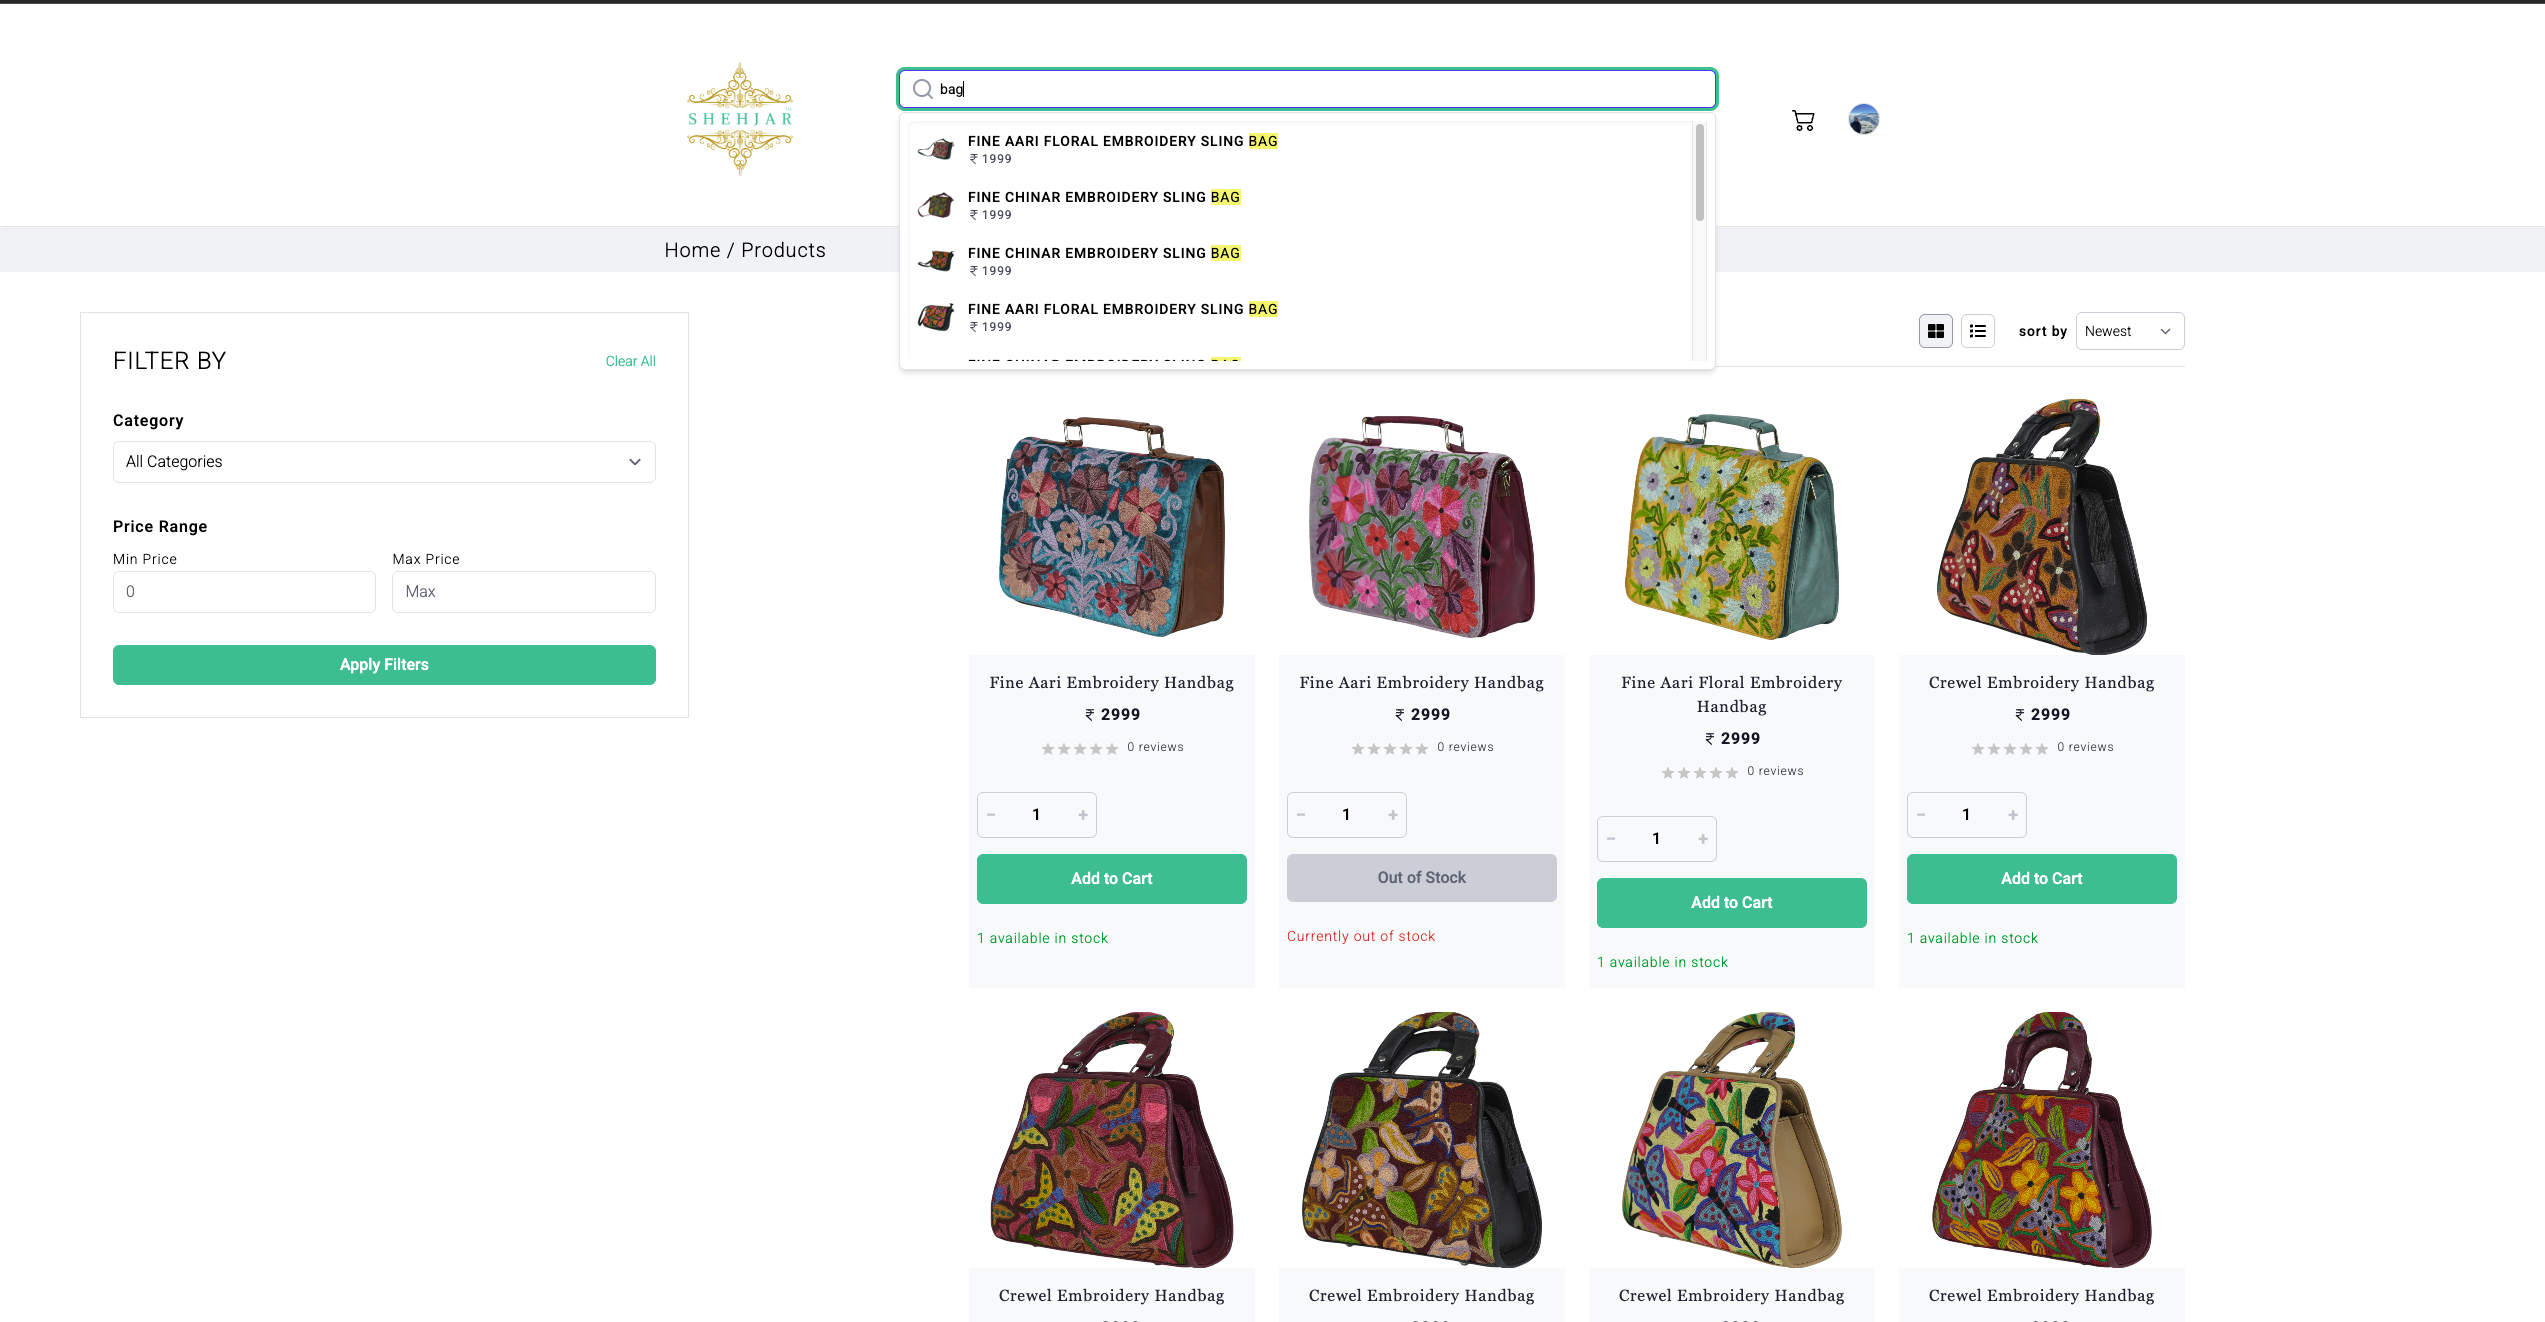 SHEHJAR
bag
FINE AARI FLORAL EMBROIDERY SLING BAG
₹ 1999
FINE CHINAR EMBROIDERY SLING BAG
₹ 1999
FINE CHINAR EMBROIDERY SLING BAG
₹ 1999
FINE AARI FLORAL EMBROIDERY SLING BAG
₹ 1999
Home / Products
sort by Newest
FILTER BY
Clear All
Category
All Categories
Price Range
Min Price Max Price
0 Max
Apply Filters
Fine Aari Embroidery Handbag
₹ 2999
0 reviews
− 1 +
Add to Cart
1 available in stock
Fine Aari Embroidery Handbag
₹ 2999
0 reviews
− 1 +
Out of Stock
Currently out of stock
Fine Aari Floral Embroidery
Handbag
₹ 2999
0 reviews
− 1 +
Add to Cart
1 available in stock
Crewel Embroidery Handbag
₹ 2999
0 reviews
− 1 +
Add to Cart
1 available in stock
Crewel Embroidery Handbag
Crewel Embroidery Handbag
Crewel Embroidery Handbag
Crewel Embroidery Handbag